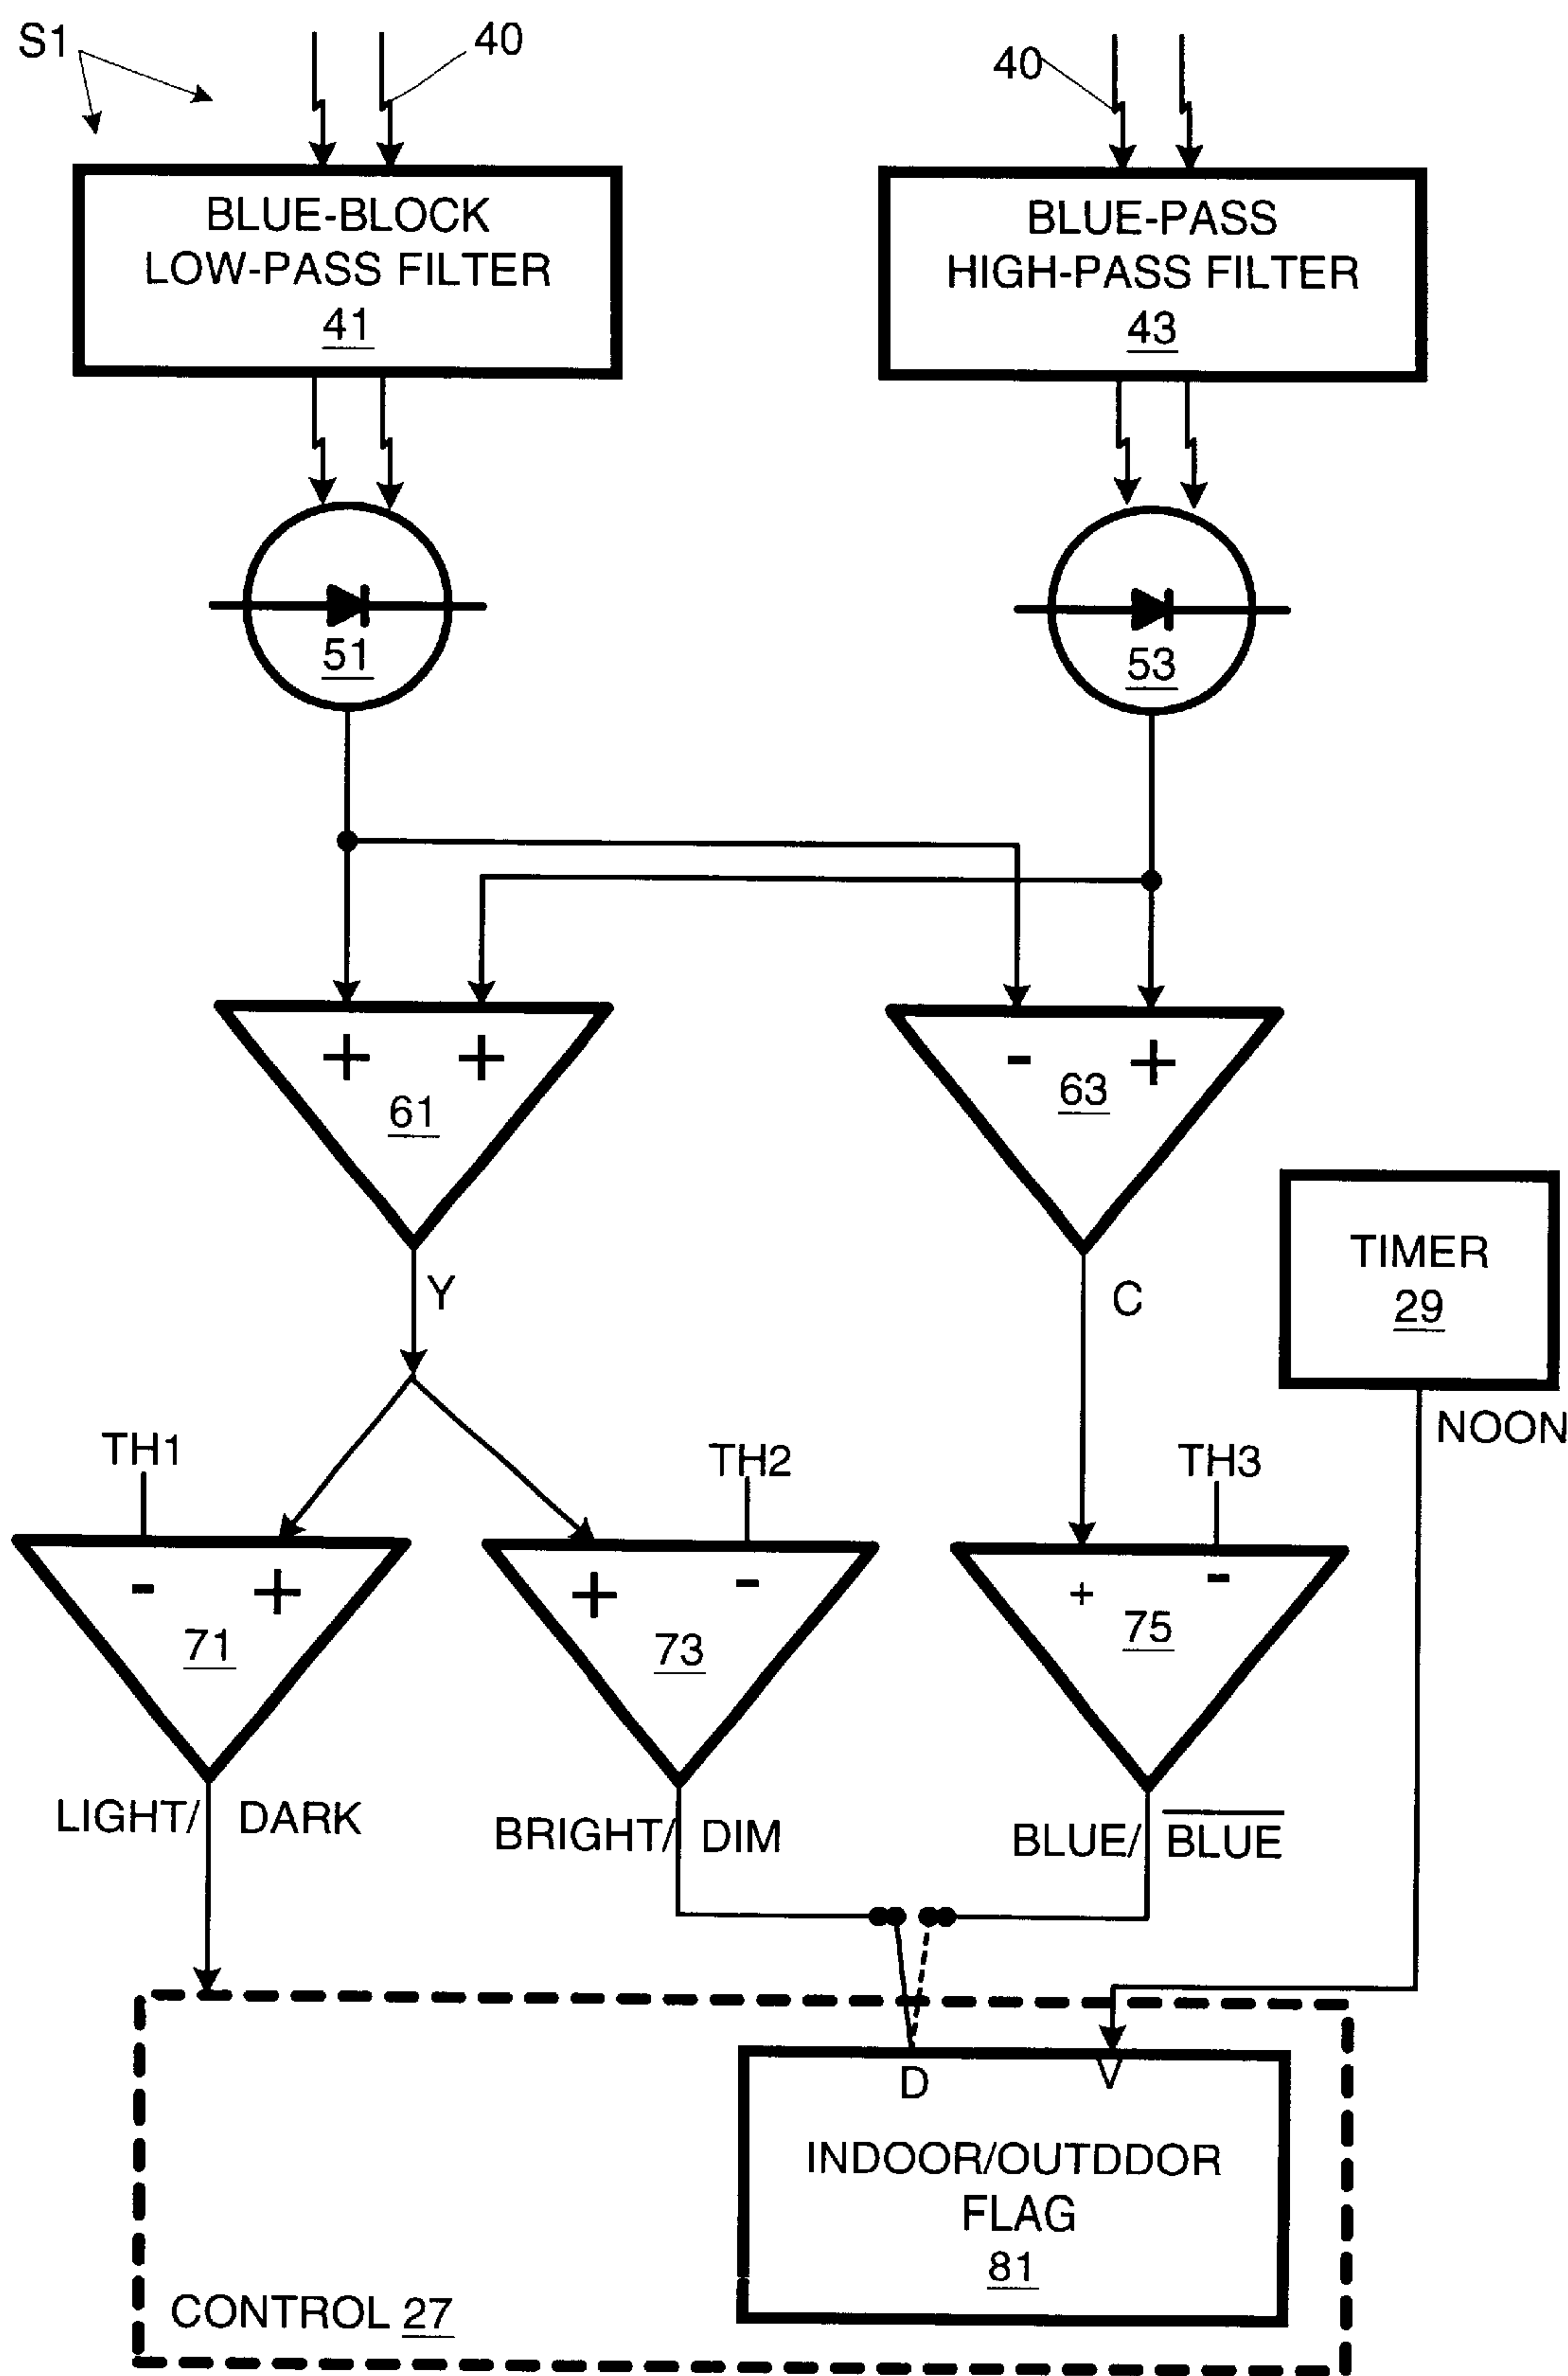 S1
40
40
BLUE-BLOCK
LOW-PASS FILTER
41
BLUE-PASS
HIGH-PASS FILTER
43
51
53
+ +
61
- +
63
Y
C
TIMER
29
NOON
TH1
TH2
TH3
- +
71
+ -
73
+ -
75
LIGHT/ DARK
BRIGHT/ DIM
BLUE/ BLUE
D
V
INDOOR/OUTDDOR
FLAG
81
CONTROL 27